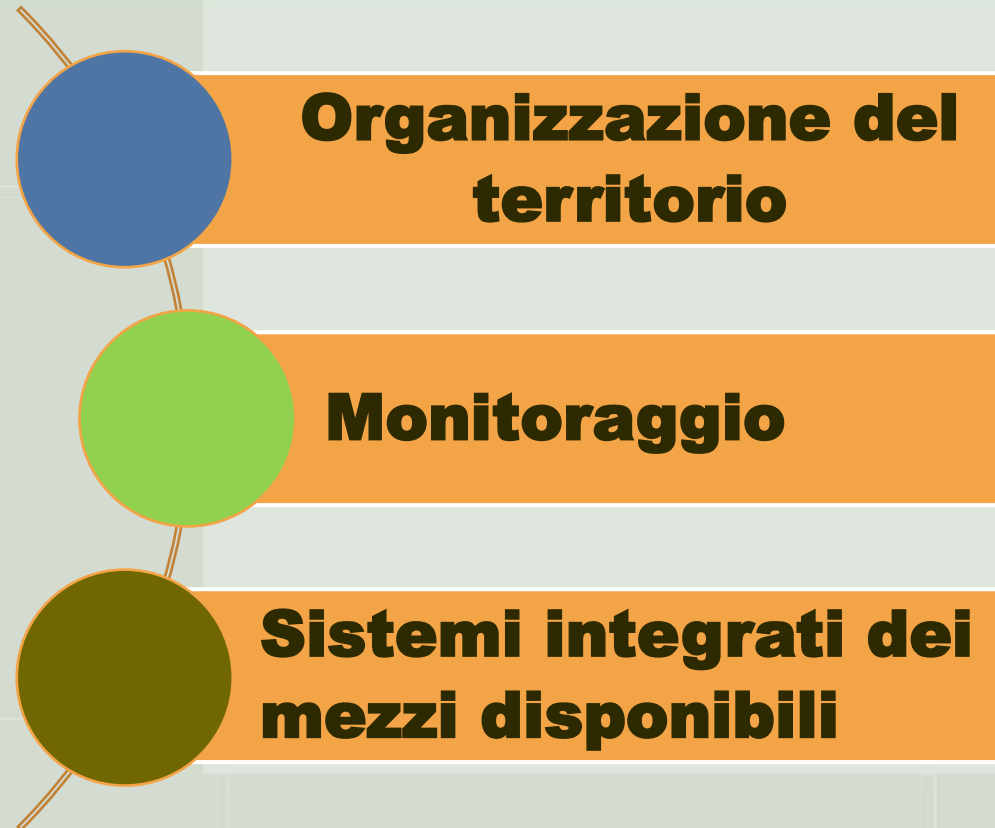 Organizzazione del
territorio
Monitoraggio
Sistemi integrati dei
mezzi disponibili